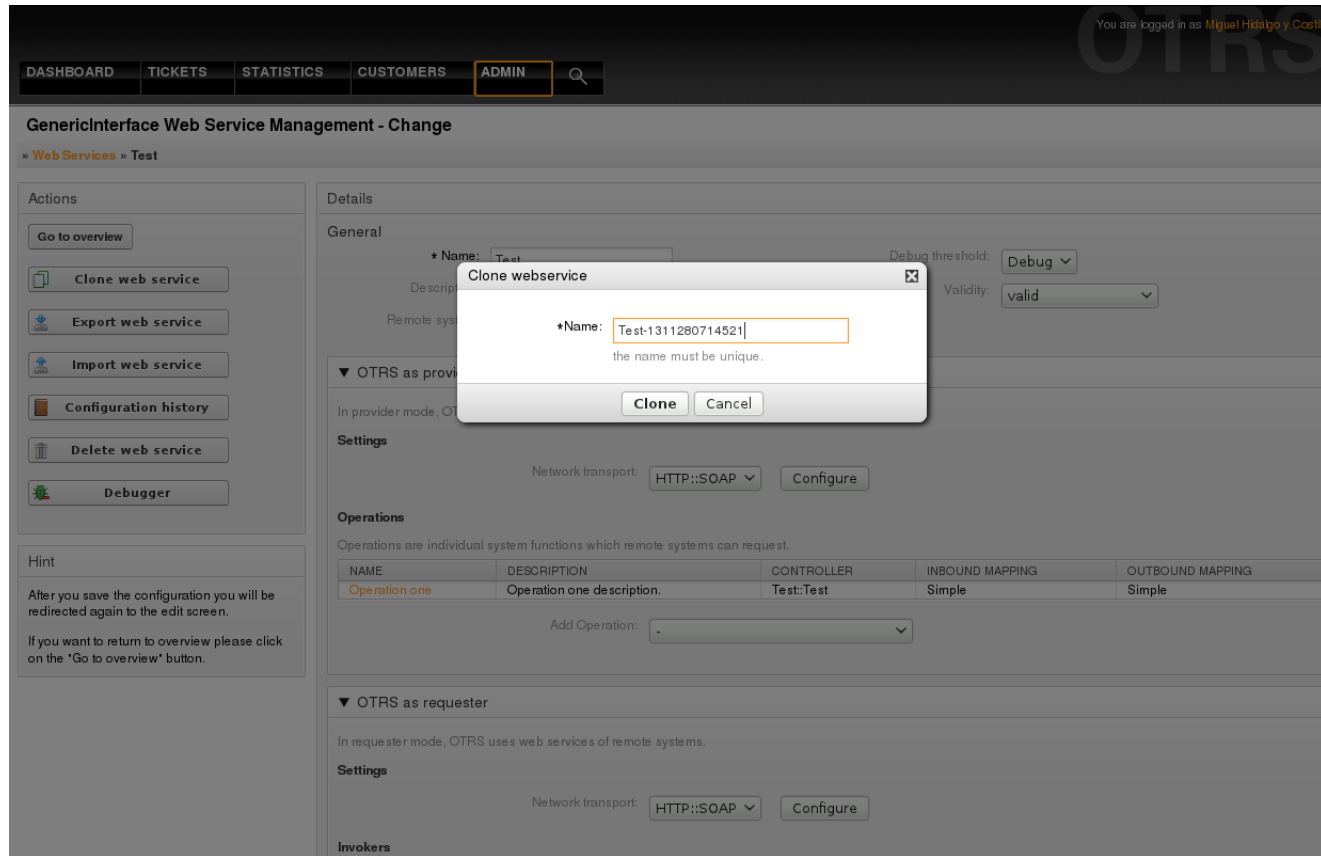 OTRS
You are logged in as Miguel Hidalgo y Costil
DASHBOARD TICKETS STATISTICS CUSTOMERS ADMIN
GenericInterface Web Service Management - Change
» Web Services » Test
Actions
Go to overview
Clone web service
Export web service
Import web service
Configuration history
Delete web service
Debugger
Hint
After you save the configuration you will be
redirected again to the edit screen.
If you want to return to overview please click
on the "Go to overview" button.
Details
General
* Name: Test
Debug threshold: Debug
Descrip
Validity: valid
Remote syst
Clone webservice
*Name: Test-1311280714521
the name must be unique.
Clone Cancel
▼ OTRS as provi
In provider mode, OT
Settings
Network transport: HTTP::SOAP Configure
Operations
Operations are individual system functions which remote systems can request.
NAME DESCRIPTION CONTROLLER INBOUND MAPPING OUTBOUND MAPPING
Operation one Operation one description. Test::Test Simple Simple
Add Operation: -
▼ OTRS as requester
In requester mode, OTRS uses web services of remote systems.
Settings
Network transport: HTTP::SOAP Configure
Invokers